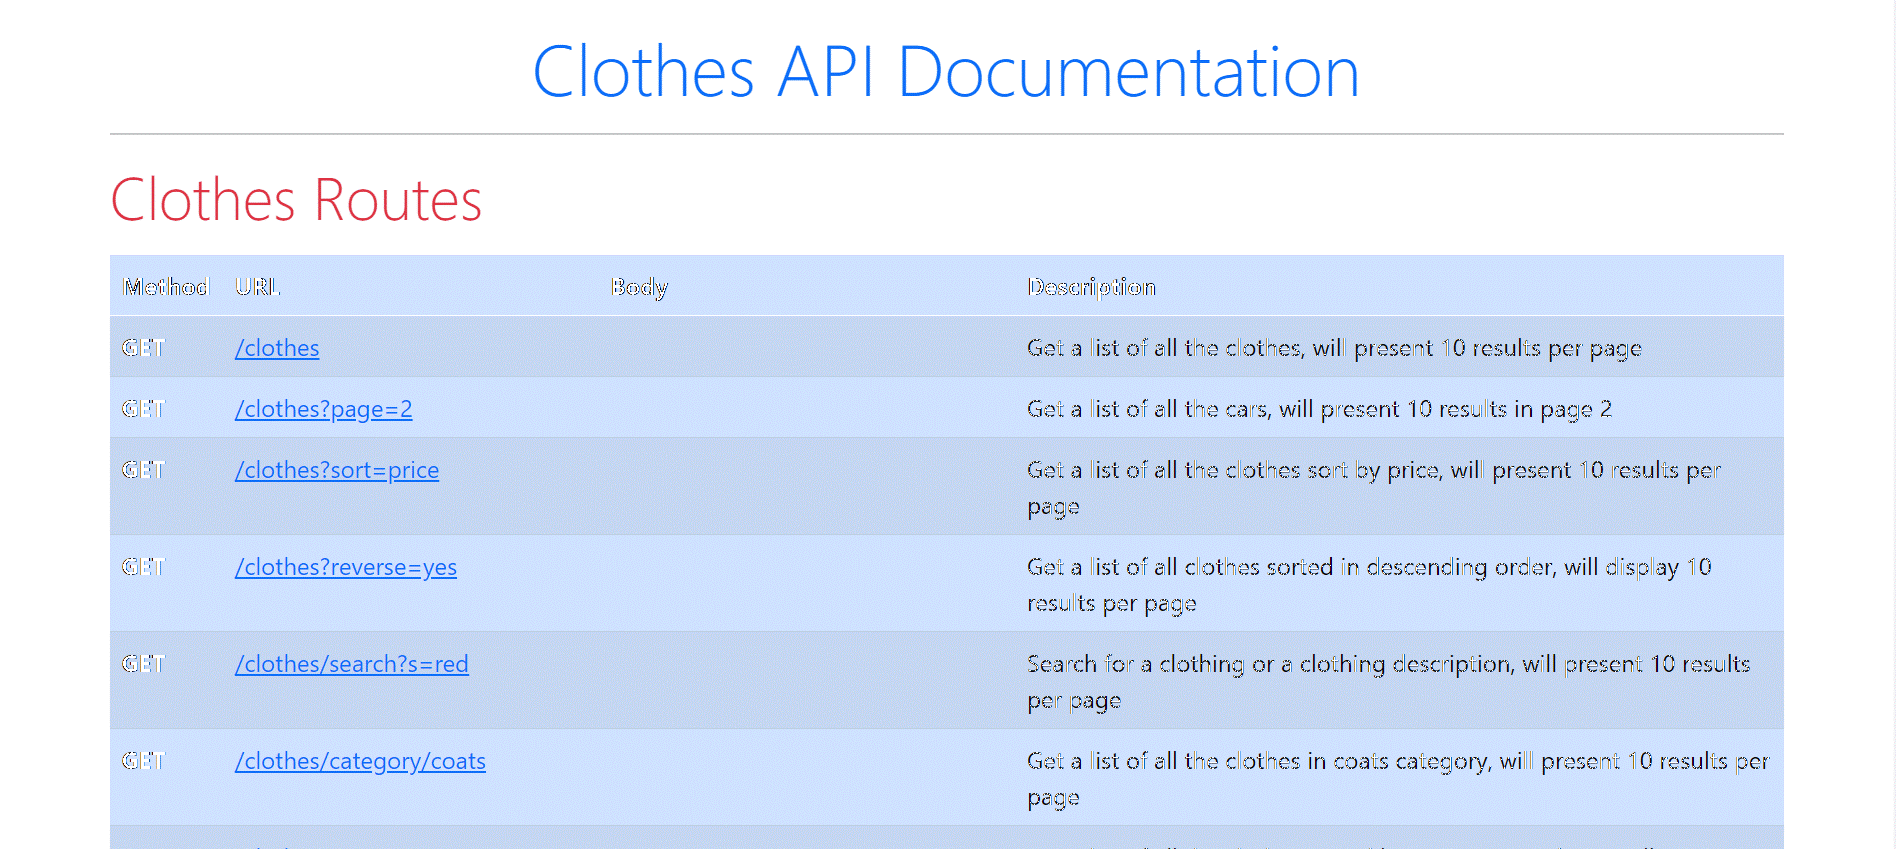 Clothes API Documentation
Clothes Routes
Method URL Body Description
GET /clothes Get a list of all the clothes, will present 10 results per page
GET /clothes?page=2 Get a list of all the cars, will present 10 results in page 2
GET /clothes?sort=price Get a list of all the clothes sort by price, will present 10 results per
page
GET /clothes?reverse=yes Get a list of all clothes sorted in descending order, will display 10
results per page
GET /clothes/search?s=red Search for a clothing or a clothing description, will present 10 results
per page
GET /clothes/category/coats Get a list of all the clothes in coats category, will present 10 results per
page